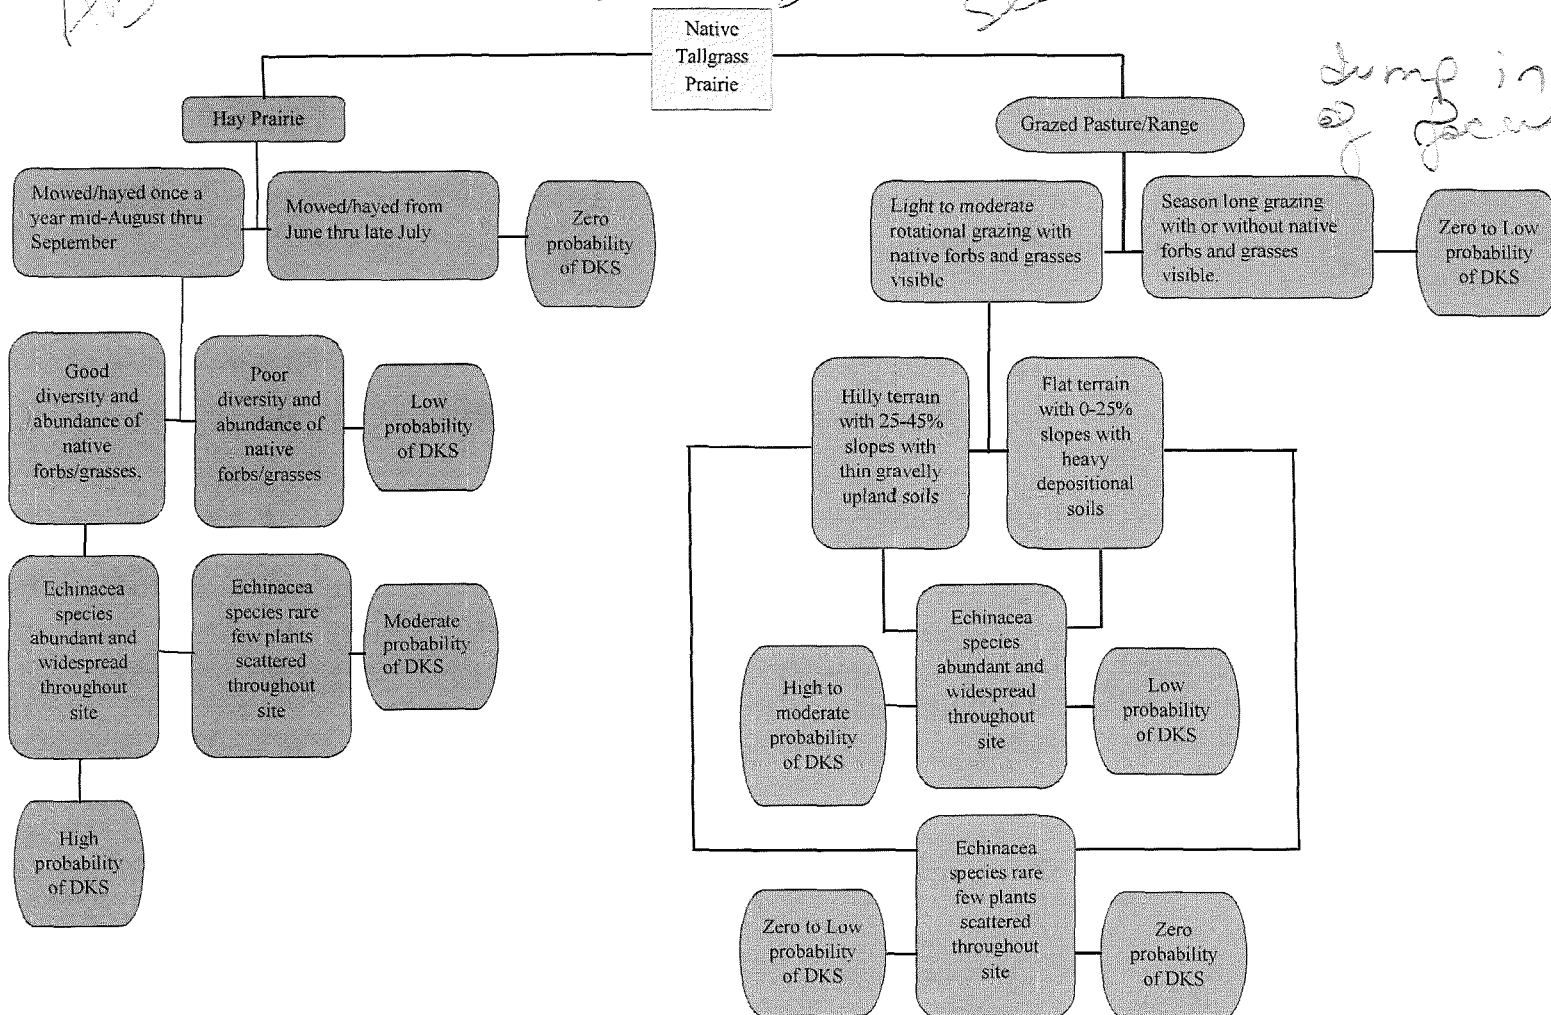 Native
Tallgrass
Prairie
Hay Prairie
Grazed Pasture/Range
Jump in
of
Mowed/hayed once a
year mid-August thru
September
Mowed/hayed from
June thru late July
Zero
probability
of DKS
Light to moderate
rotational grazing with
native forbs and grasses
visible
Season long grazing
with or without native
forbs and grasses
visible.
Zero to Low
probability
of DKS
Good
diversity and
abundance of
native
forbs/grasses.
Poor
diversity and
abundance of
native
forbs/grasses
Low
probability
of DKS
Hilly terrain
with 25-45%
slopes with
thin gravelly
upland soils
Flat terrain
with 0-25%
slopes with
heavy
depositional
soils
Echinacea
species
abundant and
widespread
throughout
site
Echinacea
species rare
few plants
scattered
throughout
site
Moderate
probability
of DKS
High
probability
of DKS
Echinacea
species
abundant and
widespread
throughout
site
High to
moderate
probability
of DKS
Low
probability
of DKS
Echinacea
species rare
few plants
scattered
throughout
site
Zero to Low
probability
of DKS
Zero
probability
of DKS